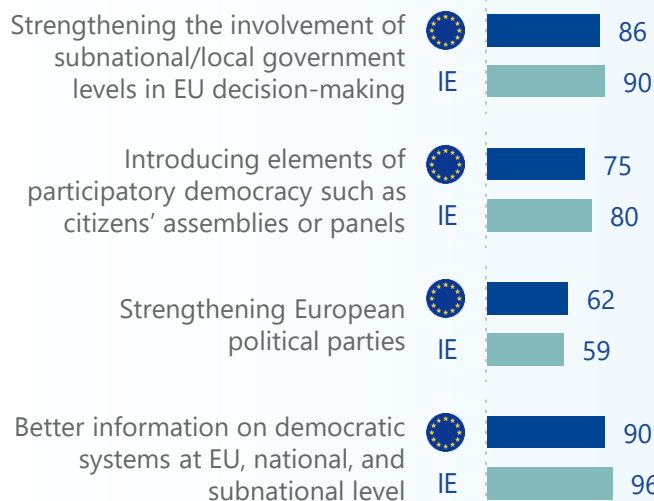 Strengthening the involvement of
subnational/local government
levels in EU decision-making
86
IE
90
Introducing elements of
participatory democracy such as
citizens’ assemblies or panels
75
IE
80
Strengthening European
political parties
62
IE
59
Better information on democratic
systems at EU, national, and
subnational level
90
IE
96